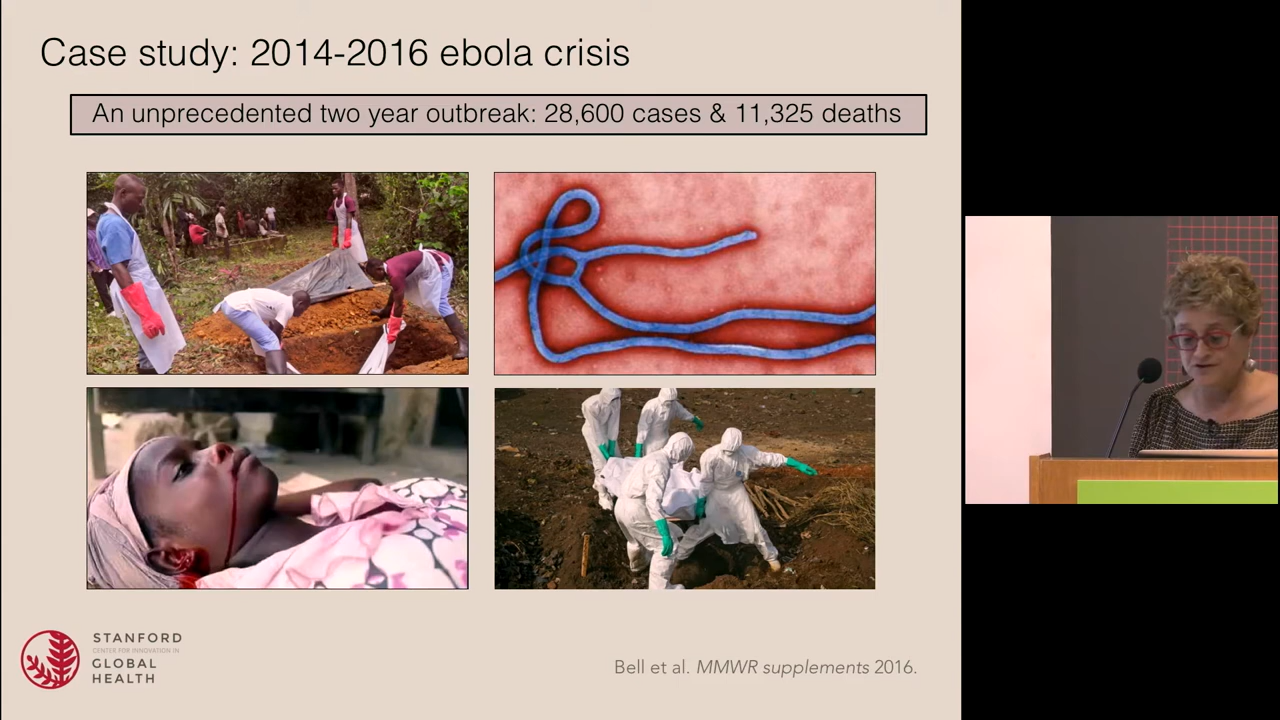 Case study: 2014-2016 ebola crisis
An unprecedented two year outbreak: 28,600 cases & 11,325 deaths
STANFORD
CENTER FOR INNOVATION IN
GLOBAL
HEALTH
Bell et al. MMWR supplements 2016.